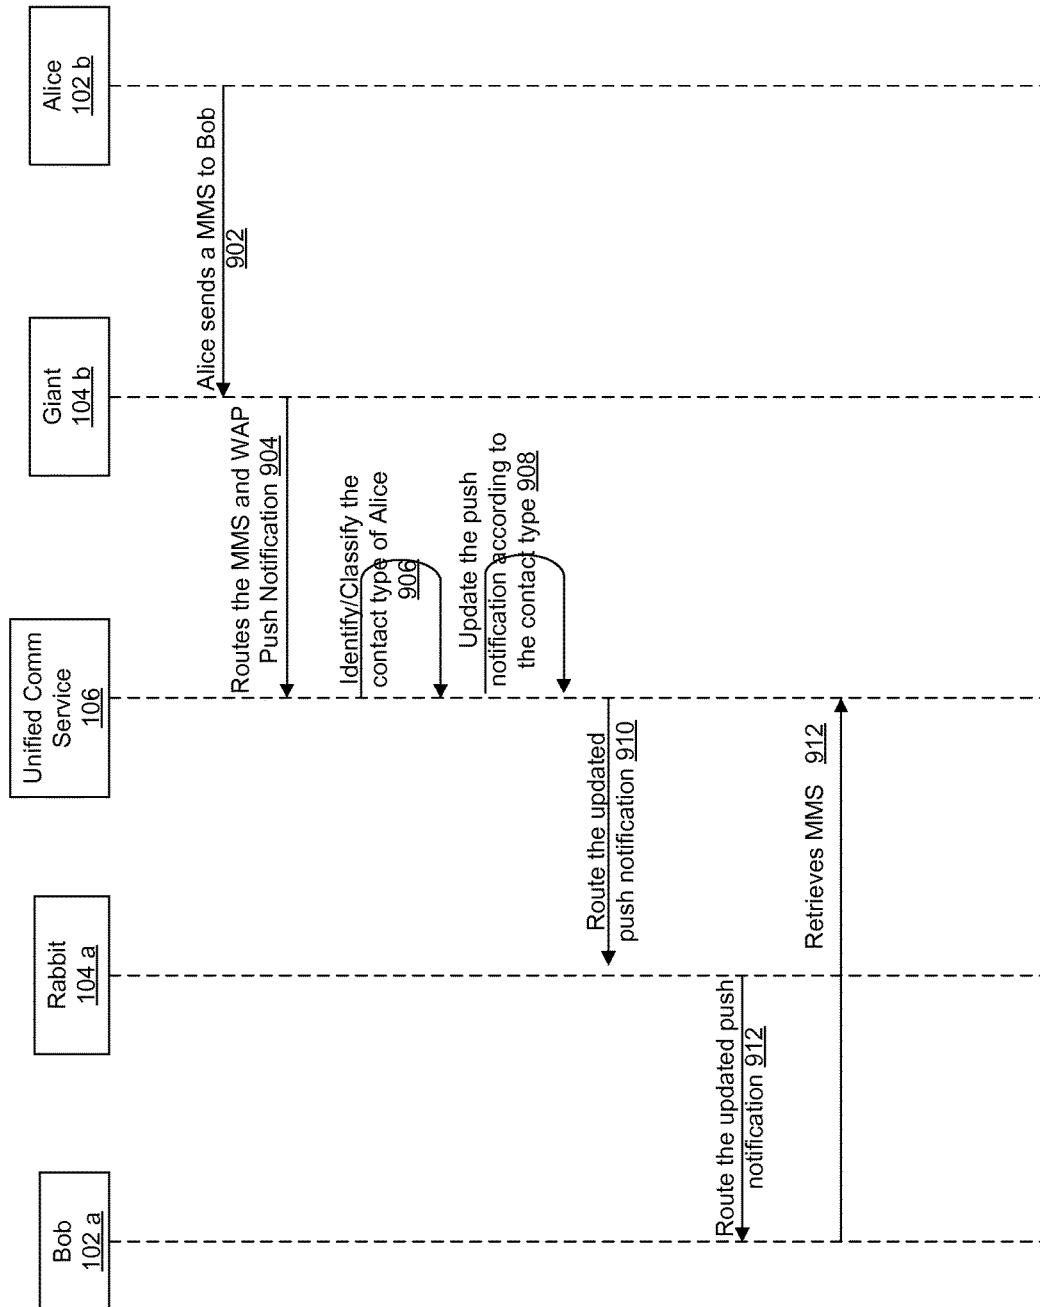 Bob
102 a
Rabbit
104 a
Unified Comm
Service
106
Giant
104 b
Alice
102 b
Alice sends a MMS to Bob
902
Routes the MMS and WAP
Push Notification 904
Identify/Classify the
contact type of Alice
906
Update the push
notification according to
the contact type 908
Route the updated
push notification 910
Route the updated push
notification 912
Retrieves MMS 912